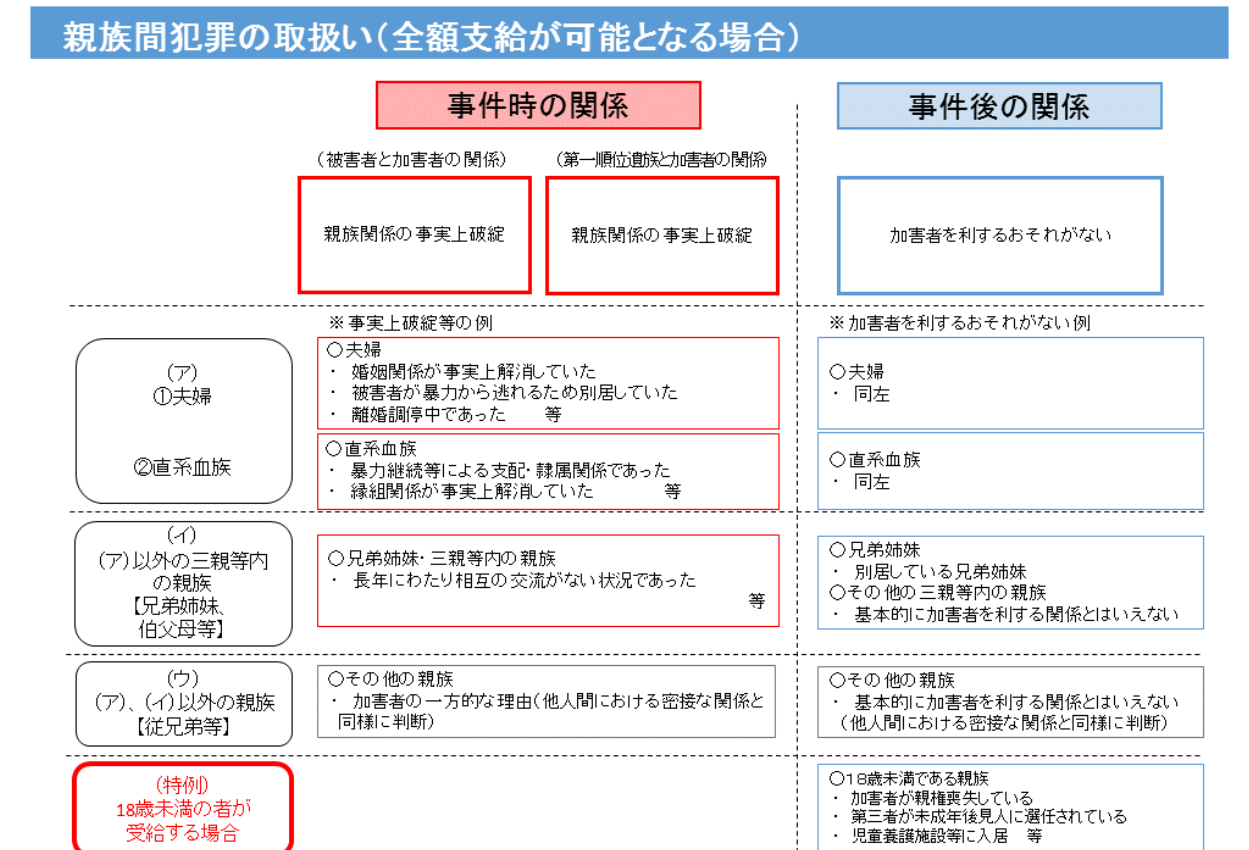 親族間犯罪の取扱い(全額支給が可能となる場合)
事件時の関係
事件後の関係
(被害者と加害者の関係)
(第一順位遺族と加害者の関係)
親族関係の事実上破綻
親族関係の事実上破綻
加害者を利するおそれがない
※事実上破綻等の例
※加害者を利するおそれがない例
(ア)
①夫婦
②直系血族
○夫婦
・ 婚姻関係が事実上解消していた
・ 被害者が暴力から逃れるため別居していた
・ 離婚調停中であった 等
○夫婦
・ 同左
○直系血族
・ 暴力継続等による支配・隷属関係であった
・ 縁組関係が事実上解消していた 等
○直系血族
・ 同左
(イ)
(ア)以外の三親等内
の親族
【兄弟姉妹、
伯父母等】
○兄弟姉妹・三親等内の親族
・ 長年にわたり相互の交流がない状況であった
等
○兄弟姉妹
・ 別居している兄弟姉妹
○その他の三親等内の親族
・ 基本的に加害者を利する関係とはいえない
(ウ)
(ア)、(イ)以外の親族
【従兄弟等】
○その他の親族
・ 加害者の一方的な理由(他人間における密接な関係と
同様に判断)
○その他の親族
・ 基本的に加害者を利する関係とはいえない
(他人間における密接な関係と同様に判断)
(特例)
18歳未満の者が
受給する場合
○18歳未満である親族
・ 加害者が親権喪失している
・ 第三者が未成年後見人に選任されている
・ 児童養護施設等に入居 等